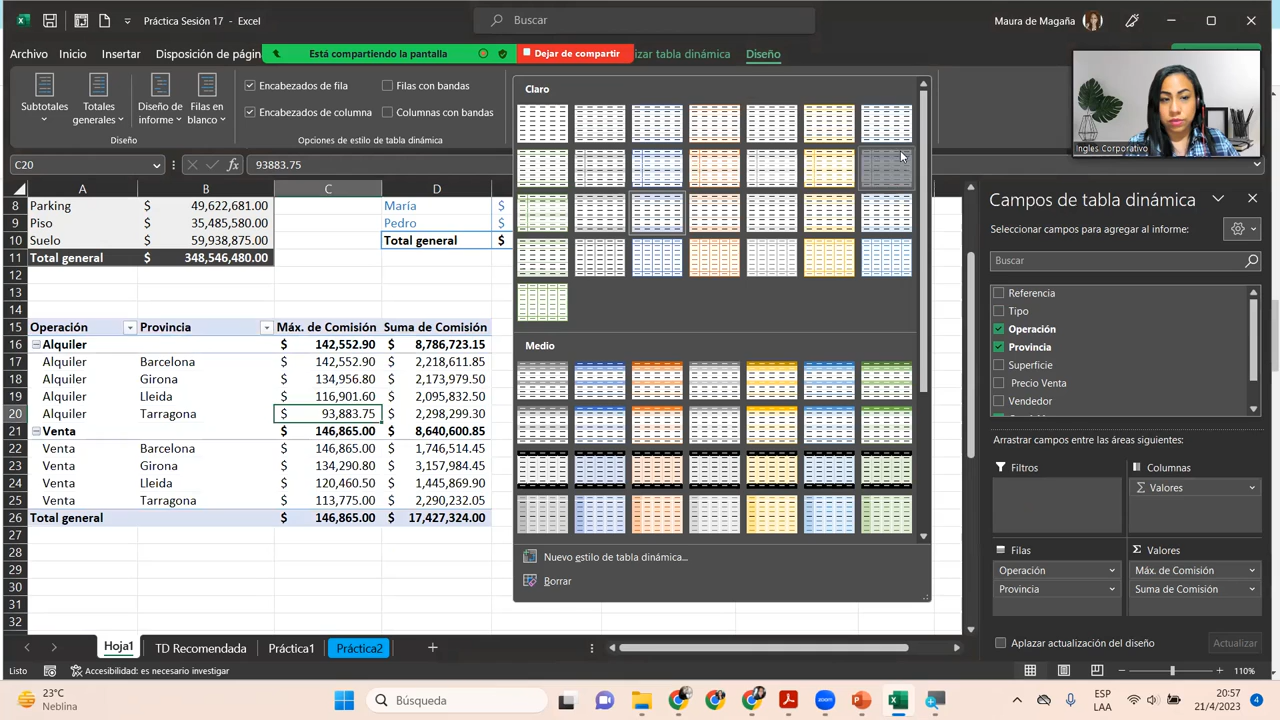 Práctica Sesión 17 - Excel
Buscar
Maura de Magaña
Archivo Inicio Insertar Disposición de págin
Está compartiendo la pantalla
Dejar de compartir
izar tabla dinámica Diseño
Subtotales
Totales generales
Diseño de informe
Filas en blanco
Diseño
Encabezados de fila
Filas con bandas
Encabezados de columna
Columnas con bandas
Opciones de estilo de tabla dinámica
Ingles Corporativo
C20 fx 93883.75
A B C D
8 Parking $ 45,622,681.00 María $
9 Piso $ 35,485,580.00 Pedro $
10 Suelo $ 59,938,875.00 Total general $
11 Total general $ 348,546,480.00
12
13
14
15 Operación Provincia Máx. de Comisión Suma de Comisión
16 Alquiler $ 142,552.90 $ 8,786,723.15
17 Alquiler Barcelona $ 142,552.90 $ 2,218,611.85
18 Alquiler Girona $ 134,956.80 $ 2,173,979.50
19 Alquiler Lleida $ 116,901.60 $ 2,095,832.50
20 Alquiler Tarragona $ 93,883.75 $ 2,298,299.30
21 Venta $ 146,865.00 $ 8,640,600.85
22 Venta Barcelona $ 146,865.00 $ 1,746,514.45
23 Venta Girona $ 134,290.80 $ 3,157,984.45
24 Venta Lleida $ 120,460.50 $ 1,445,869.90
25 Venta Tarragona $ 113,775.00 $ 2,290,232.05
26 Total general $ 146,865.00 $ 17,427,324.00
27
28
29
30
31
32
Claro
Medio
Nuevo estilo de tabla dinámica...
Borrar
Campos de tabla dinámica
Seleccionar campos para agregar al informe:
Buscar
Referencia
Tipo
Operación
Provincia
Superficie
Precio Venta
Vendedor
Arrastrar campos entre las áreas siguientes:
Filtros
Columnas
Σ Valores
Filas
Σ Valores
Operación
Máx. de Comisión
Provincia
Suma de Comisión
Aplazar actualización del diseño
Actualizar
Hoja1 TD Recomendada Práctica1 Práctica2
Listo
Accesibilidad: es necesario investigar
110%
23°C
Neblina
Búsqueda
ESP
LAA
20:57
21/4/2023